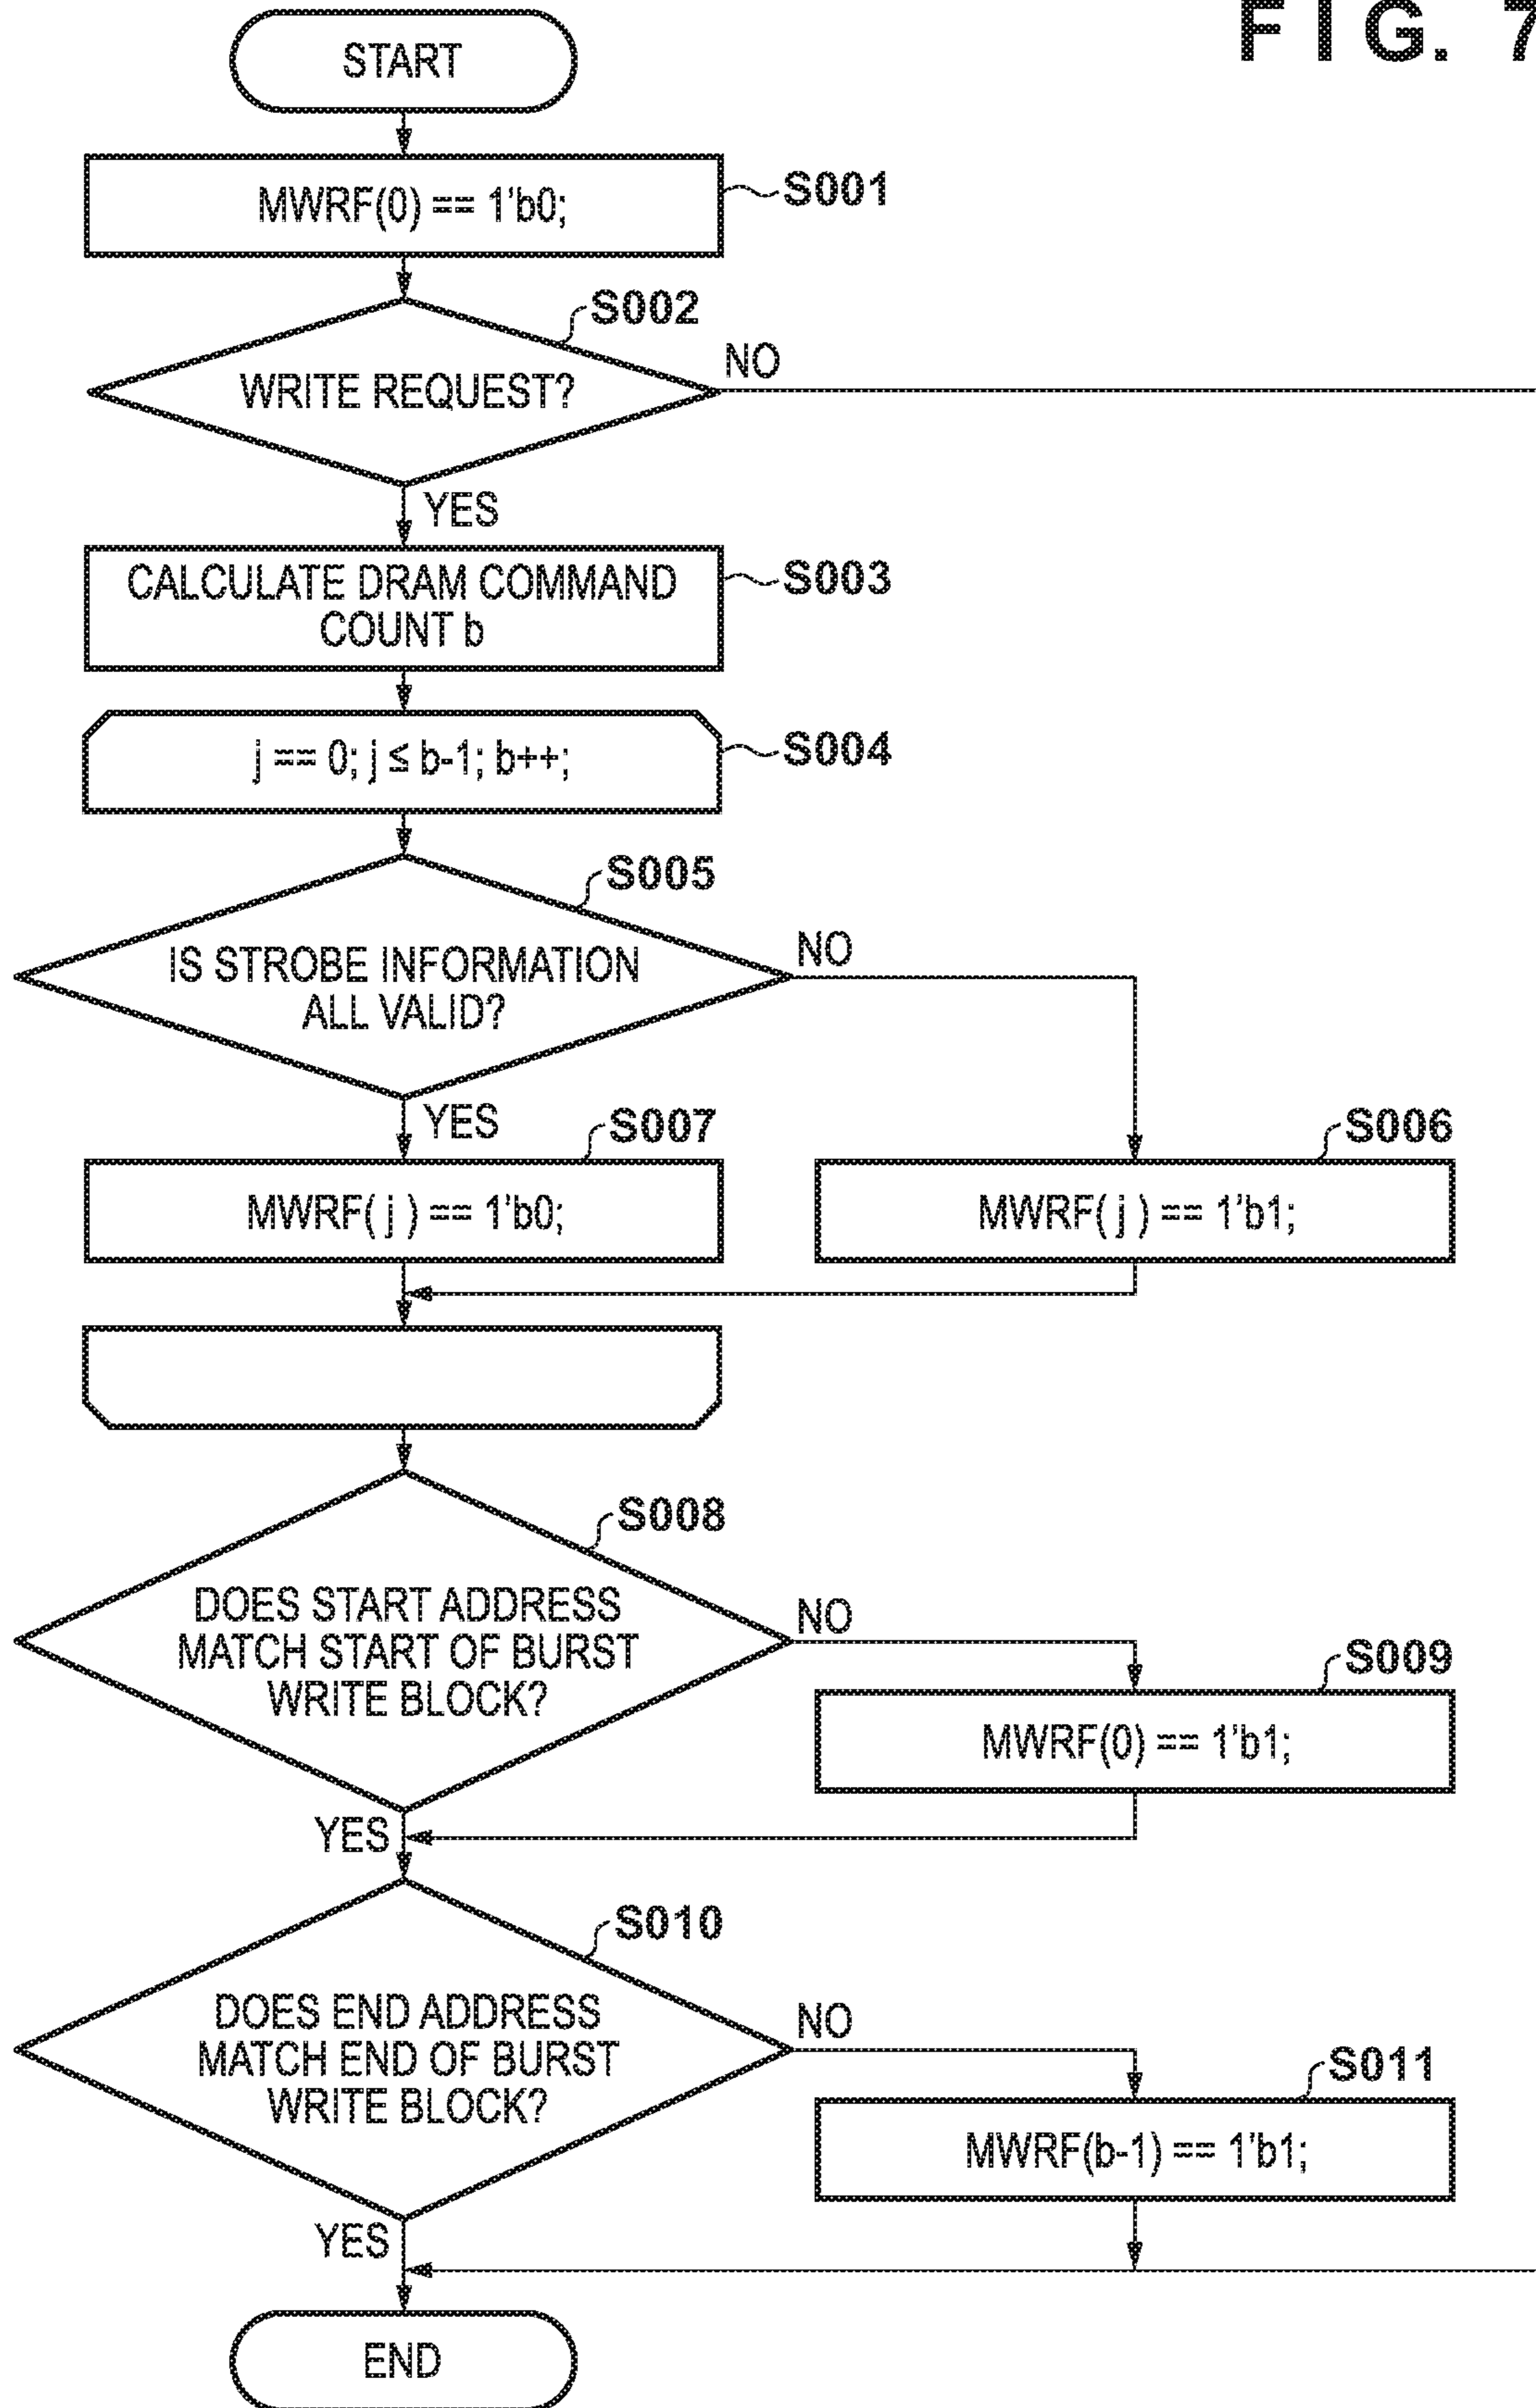 FIG. 7
START
MWRF(0) == 1'b0;
S001
S002
WRITE REQUEST?
NO
YES
CALCULATE DRAM COMMAND
COUNT b
S003
j == 0; j ≤ b-1; b++;
S004
S005
IS STROBE INFORMATION
ALL VALID?
NO
YES
S007
MWRF( j ) == 1'b0;
S006
MWRF( j ) == 1'b1;
S008
DOES START ADDRESS
MATCH START OF BURST
WRITE BLOCK?
NO
S009
MWRF(0) == 1'b1;
YES
S010
DOES END ADDRESS
MATCH END OF BURST
WRITE BLOCK?
NO
S011
MWRF(b-1) == 1'b1;
YES
END